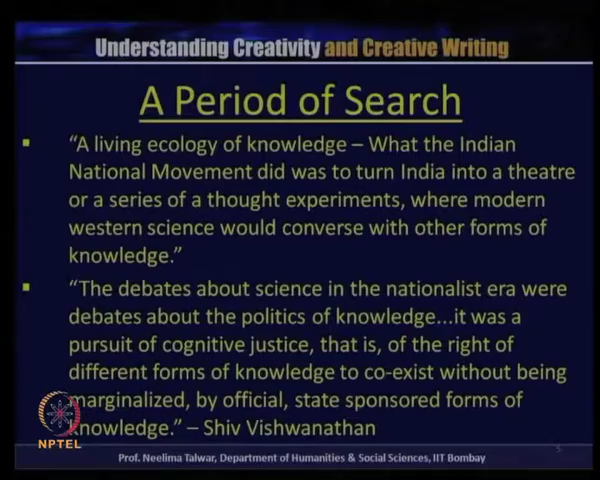 Understanding Creativity and Creative Writing
A Period of Search
"A living ecology of knowledge – What the Indian
National Movement did was to turn India into a theatre
or a series of a thought experiments, where modern
western science would converse with other forms of
knowledge."
"The debates about science in the nationalist era were
debates about the politics of knowledge...it was a
pursuit of cognitive justice, that is, of the right of
different forms of knowledge to co-exist without being
marginalized, by official, state sponsored forms of
knowledge." – Shiv Vishwanathan
NPTEL
Prof. Neelima Talwar, Department of Humanities & Social Sciences, IIT Bombay
5